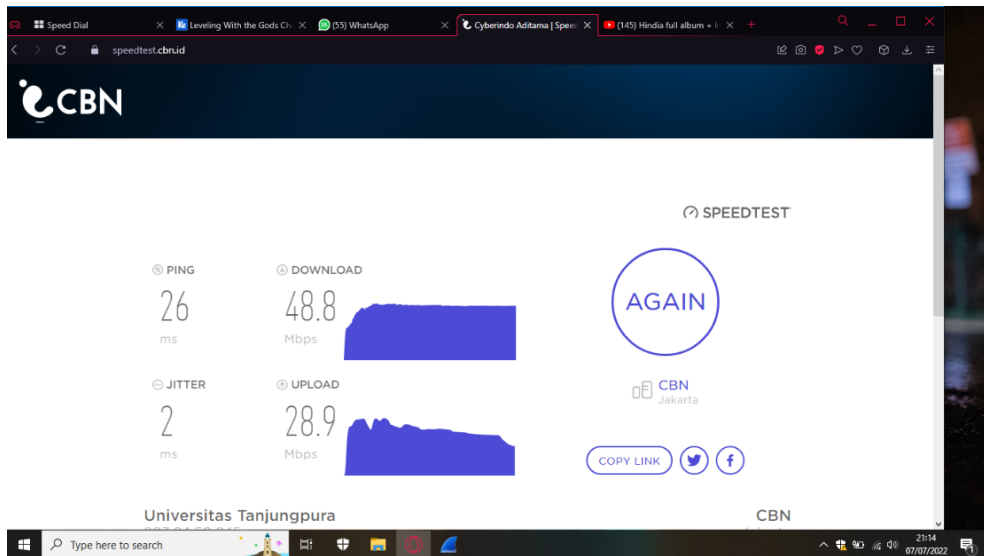 Speed Dial
Leveling With the Gods Ch
(55) WhatsApp
Cyberindo Aditama | Speed
(145) Hindia full album + li
speedtest.cbn.id
CBN
SPEEDTEST
PING
DOWNLOAD
26
48.8
AGAIN
ms
Mbps
JITTER
UPLOAD
CBN
Jakarta
2
28.9
ms
Mbps
COPY LINK
Universitas Tanjungpura
CBN
Type here to search
21:14
07/07/2022